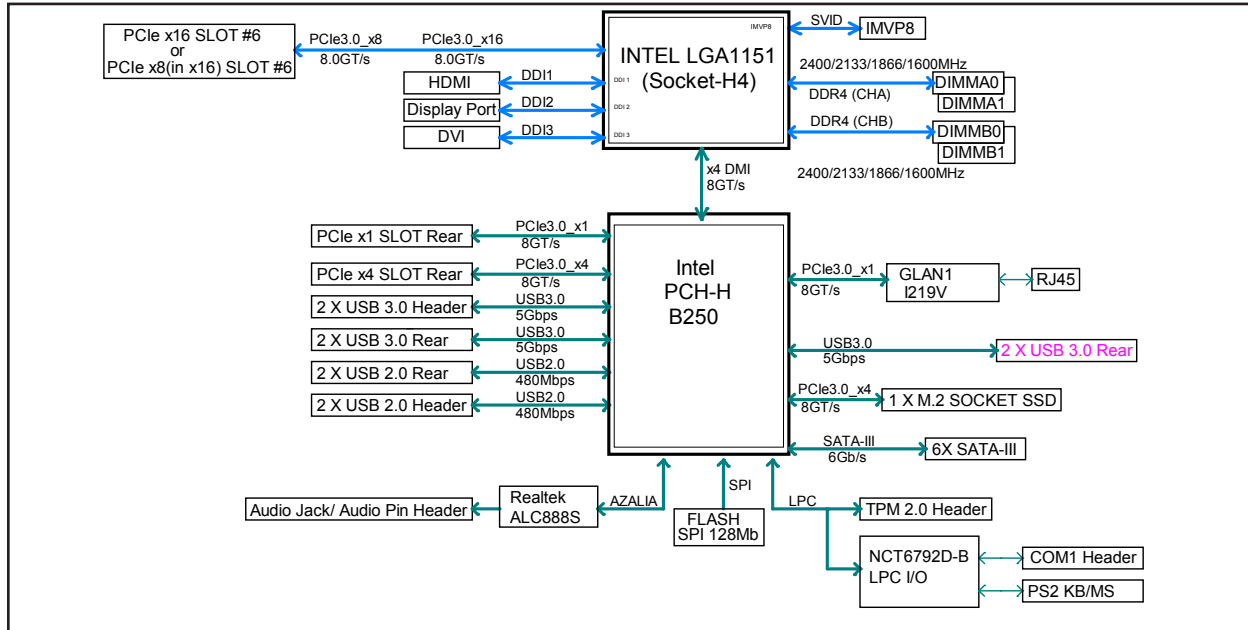 PCIe x16 SLOT #6
or
PCIe x8(in x16) SLOT #6
PCIe3.0_x8
8.0GT/s
PCIe3.0_x16
8.0GT/s
HDMI
DDI1
Display Port
DDI2
DVI
DDI3
IMVP8
INTEL LGA1151
(Socket-H4)
DDI 1
DDI 2
DDI 3
SVID
IMVP8
2400/2133/1866/1600MHz
DDR4 (CHA)
DIMMA0
DIMMA1
DDR4 (CHB)
DIMMB0
DIMMB1
2400/2133/1866/1600MHz
x4 DMI
8GT/s
PCIe x1 SLOT Rear
PCIe3.0_x1
8GT/s
PCIe x4 SLOT Rear
PCIe3.0_x4
8GT/s
2 X USB 3.0 Header
USB3.0
5Gbps
2 X USB 3.0 Rear
USB3.0
5Gbps
2 X USB 2.0 Rear
USB2.0
480Mbps
2 X USB 2.0 Header
USB2.0
480Mbps
Intel
PCH-H
B250
PCIe3.0_x1
8GT/s
GLAN1
I219V
RJ45
USB3.0
5Gbps
2 X USB 3.0 Rear
PCIe3.0_x4
8GT/s
1 X M.2 SOCKET SSD
SATA-III
6Gb/s
6X SATA-III
Audio Jack/ Audio Pin Header
Realtek
ALC888S
AZALIA
SPI
FLASH
SPI 128Mb
LPC
TPM 2.0 Header
NCT6792D-B
LPC I/O
COM1 Header
PS2 KB/MS